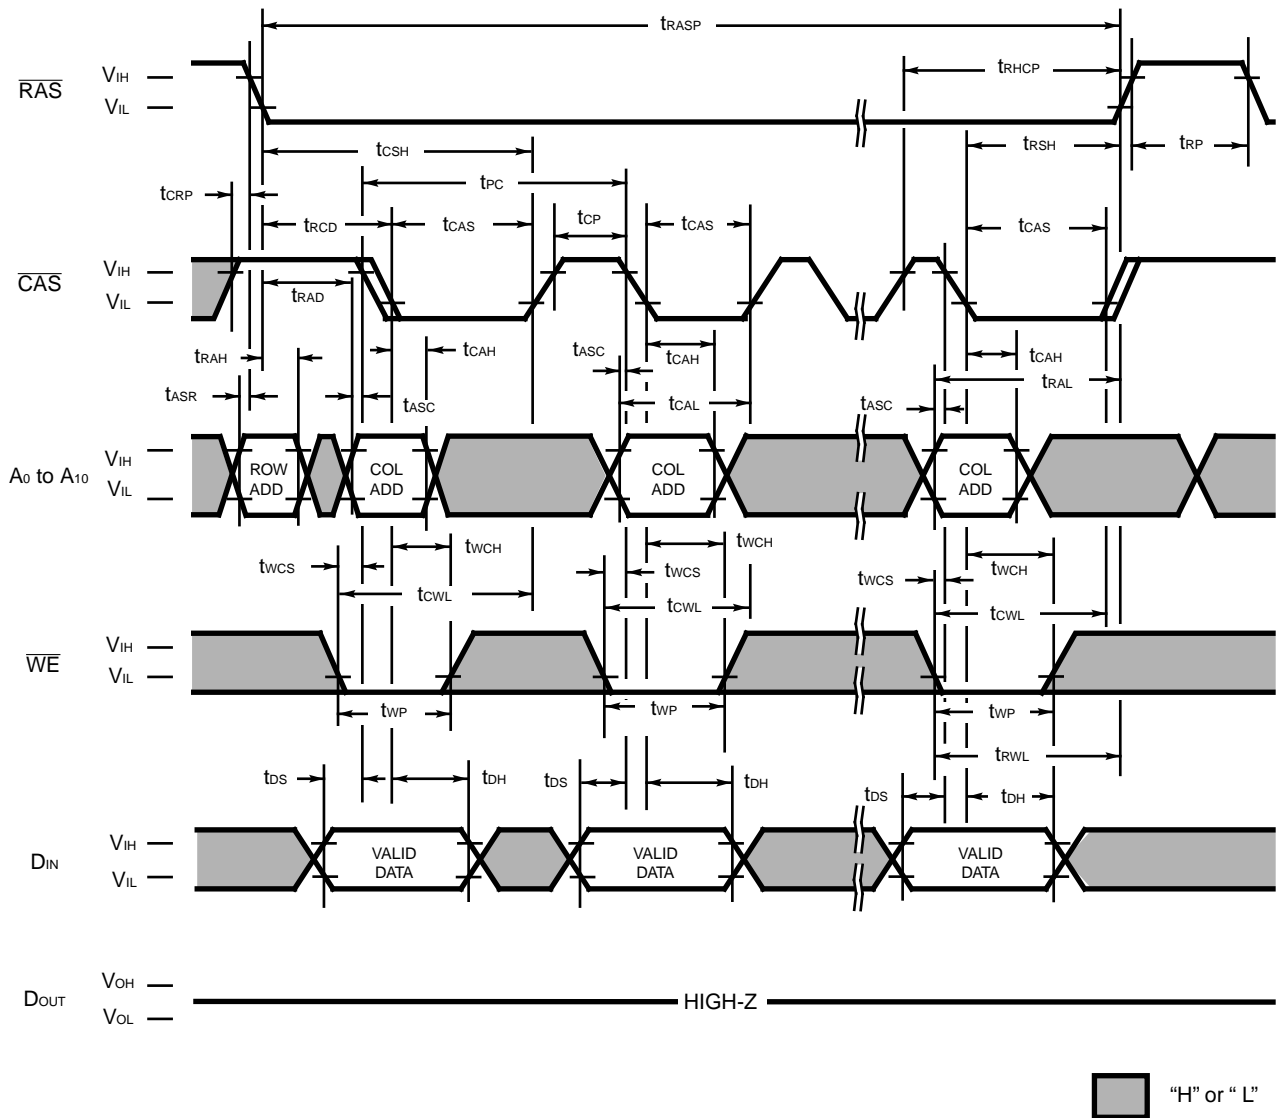 tRASP
tRHCP
RAS
VIH
VIL
tCSH
tRSH
tRP
tCRP
tPC
tRCD
tCAS
tCP
tCAS
tCAS
CAS
VIH
VIL
tRAD
tRAH
tCAH
tASC
tCAH
tCAH
tASR
tASC
tCAL
tASC
tRAL
A0 to A10
VIH
VIL
ROW
ADD
COL
ADD
COL
ADD
COL
ADD
tWCS
tWCH
tWCS
tWCH
tWCS
tWCH
tCWL
tCWL
tCWL
WE
VIH
VIL
tWP
tWP
tWP
tRWL
tDS
tDH
tDS
tDH
tDS
tDH
DIN
VIH
VIL
VALID
DATA
VALID
DATA
VALID
DATA
DOUT
VOH
VOL
HIGH-Z
“H” or “ L”